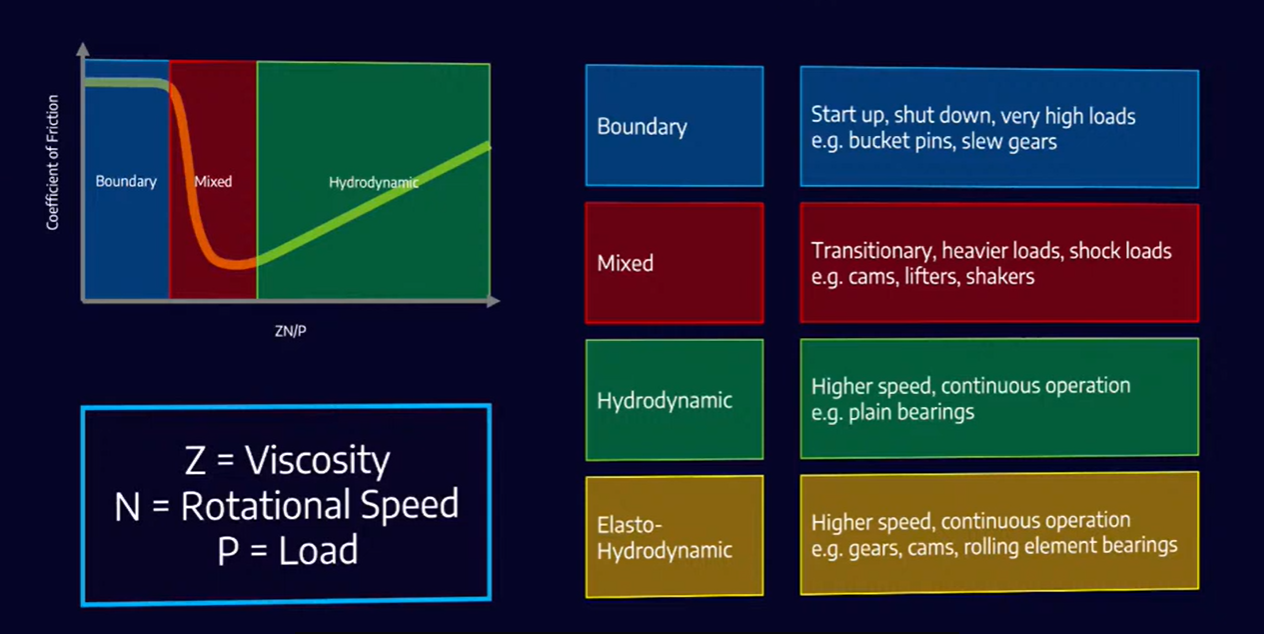 Coefficient of Friction
Boundary
Mixed
Hydrodynamic
ZN/P
Z = Viscosity
N = Rotational Speed
P = Load
Boundary
Start up, shut down, very high loads
e.g. bucket pins, slew gears
Mixed
Transitionary, heavier loads, shock loads
e.g. cams, lifters, shakers
Hydrodynamic
Higher speed, continuous operation
e.g. plain bearings
Elasto-
Hydrodynamic
Higher speed, continuous operation
e.g. gears, cams, rolling element bearings